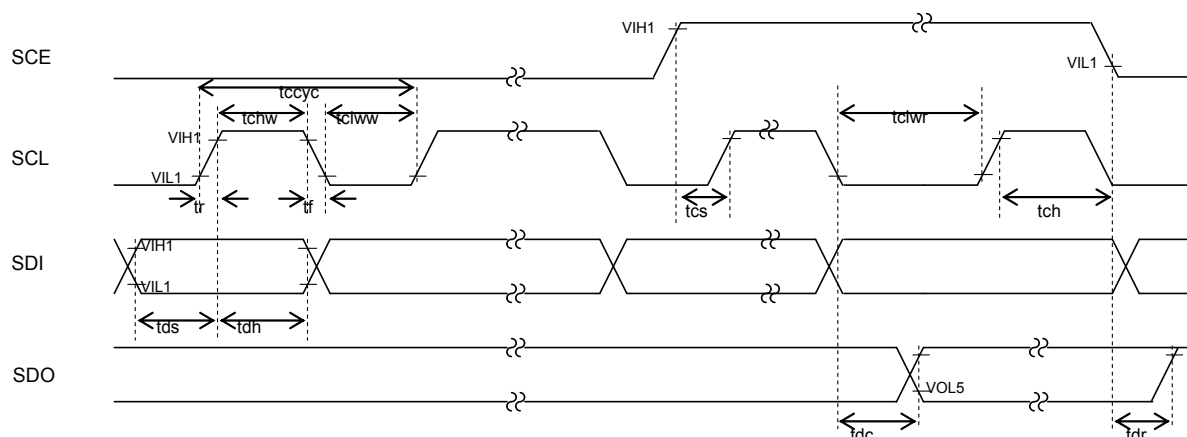 VIH1
SCE
VIL1
tccyc
tchw
tclww
tclwr
VIH1
SCL
VIL1
tr
tf
tcs
tch
VIH1
SDI
VIL1
tds
tdh
SDO
VOL5
tdc
tdr